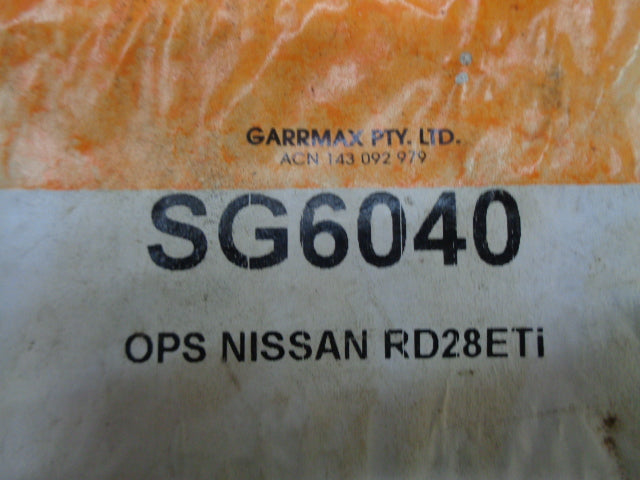 GARRMAX PTY. LTD.
ACN 143 092 979
SG6040
OPS NISSAN RD28ETi